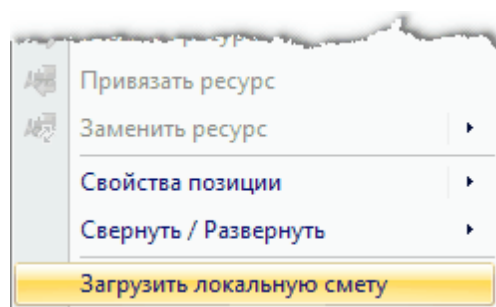 Привязать ресурс
Заменить ресурс
Свойства позиции
Свернуть / Развернуть
Загрузить локальную смету